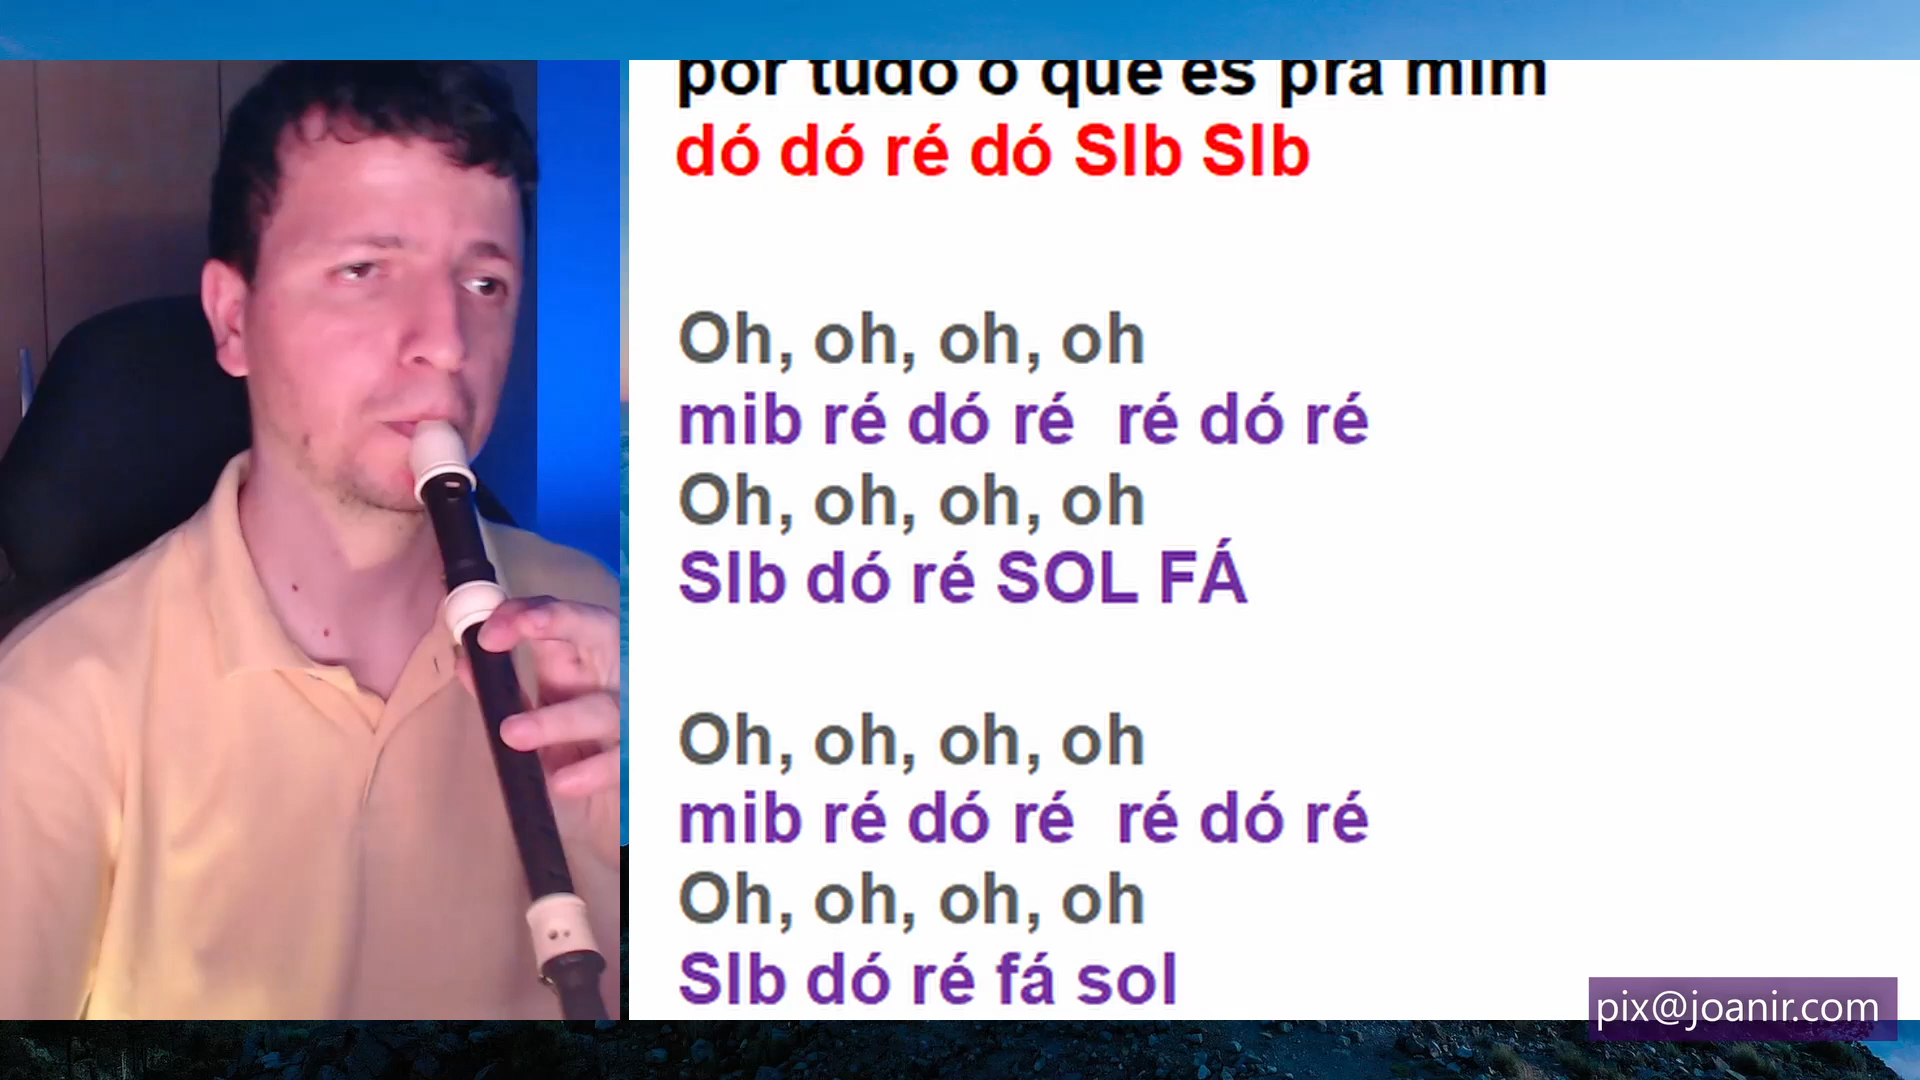 por tudo o que és pra mim
dó dó ré dó SIb SIb
Oh, oh, oh, oh
mib ré dó ré  ré dó ré
Oh, oh, oh, oh
SIb dó ré SOL FÁ
Oh, oh, oh, oh
mib ré dó ré  ré dó ré
Oh, oh, oh, oh
SIb dó ré fá sol
pix@joanir.com